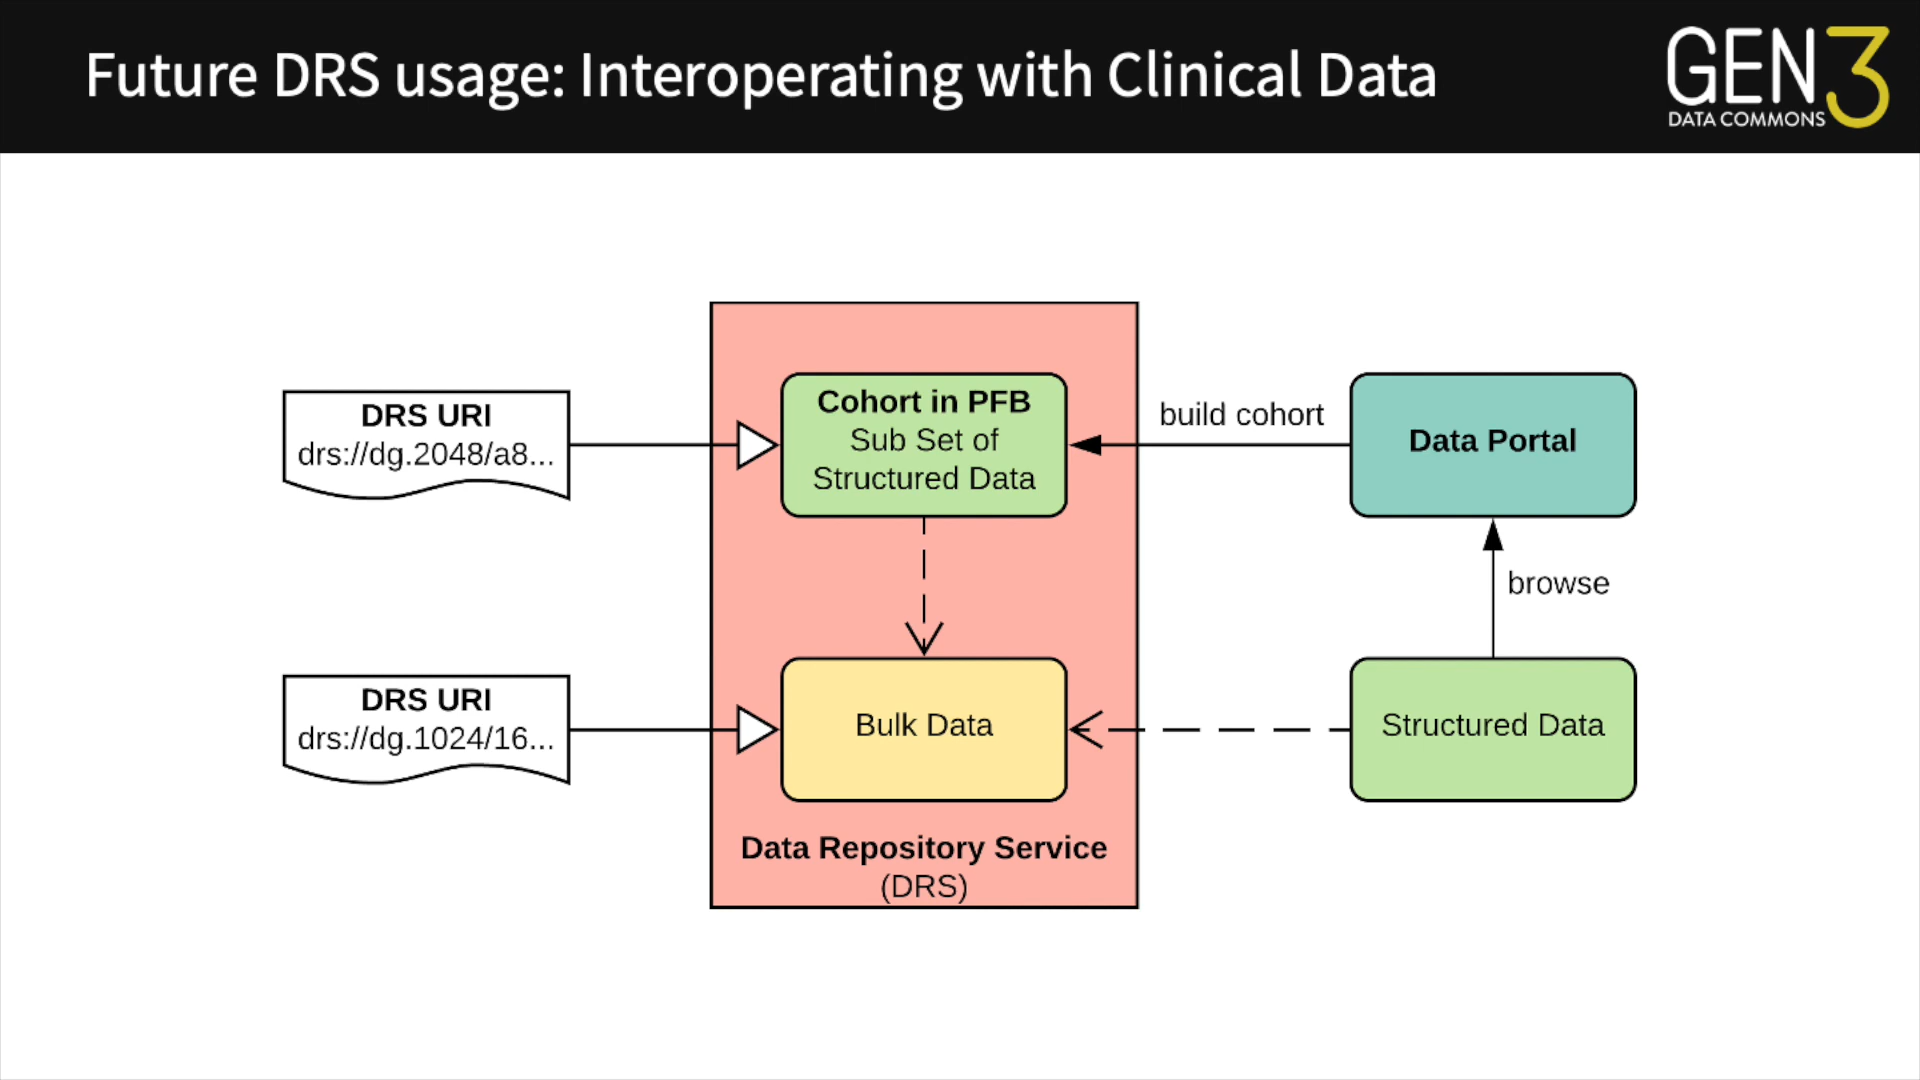 Future DRS usage: Interoperating with Clinical Data
GEN3
DATA COMMONS
DRS URI
drs://dg.2048/a8...
Cohort in PFB
Sub Set of
Structured Data
build cohort
Data Portal
browse
DRS URI
drs://dg.1024/16...
Bulk Data
Structured Data
Data Repository Service
(DRS)